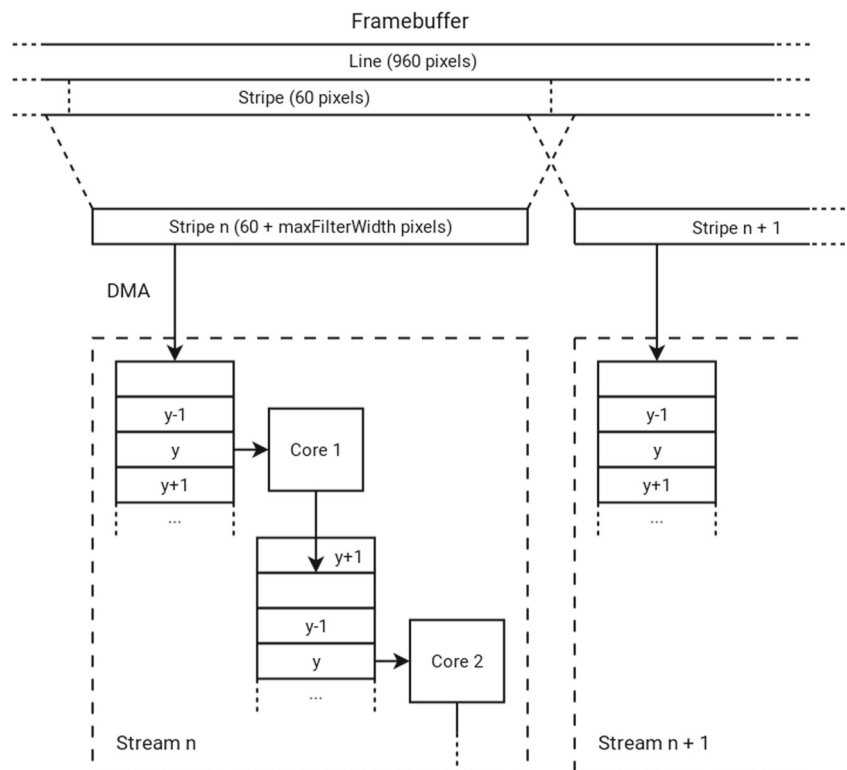 Framebuffer
Line (960 pixels)
Stripe (60 pixels)
Stripe n (60 + maxFilterWidth pixels)
Stripe n + 1
DMA
y-1
y
y+1
...
Core 1
y+1
y-1
y
...
Core 2
Stream n
y-1
y
y+1
...
Stream n + 1